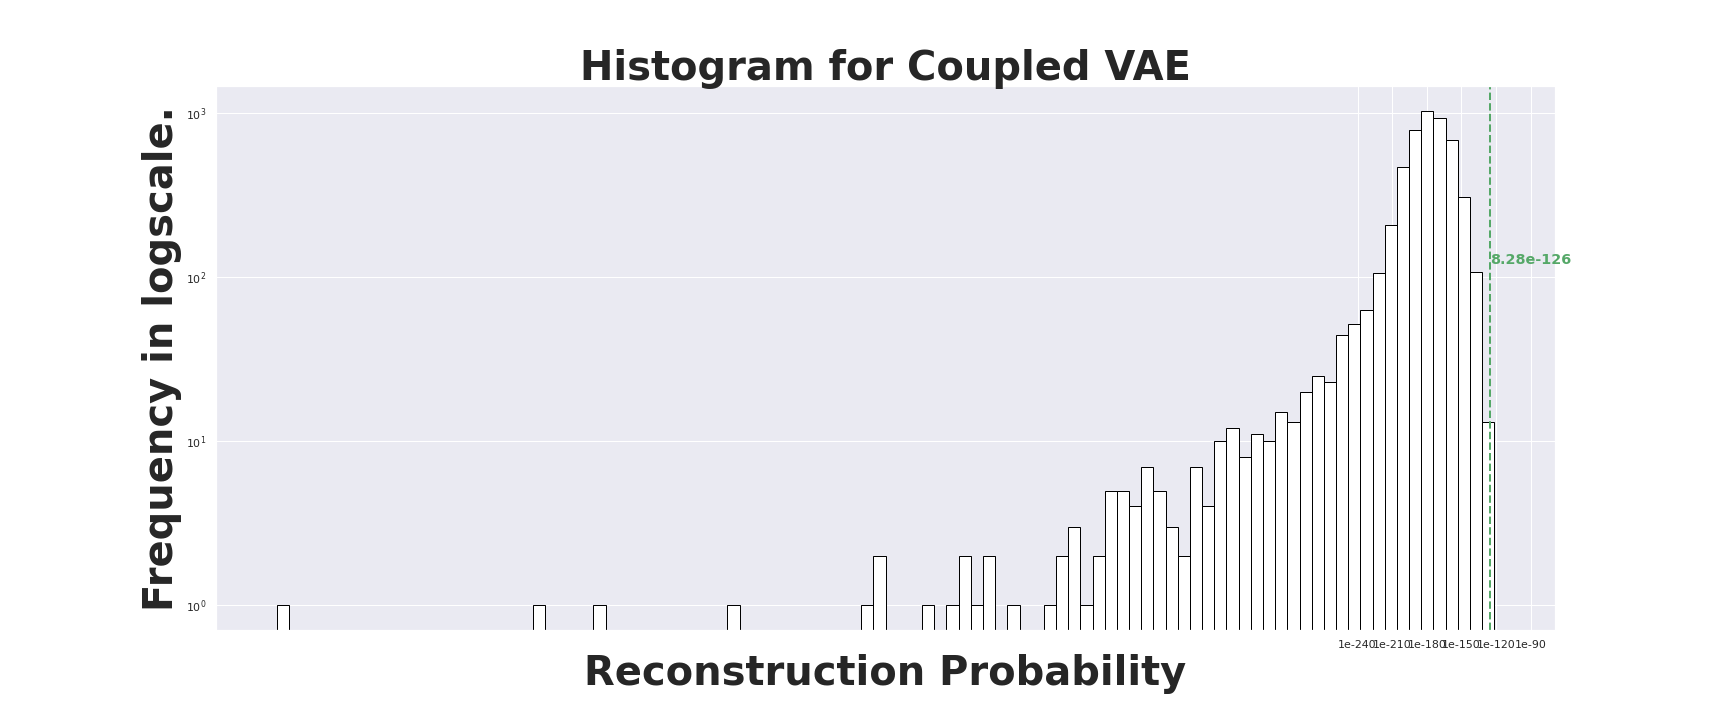 Histogram for Coupled VAE
Frequency in logscale.
10³
10²
10¹
10⁰
8.28e-126
1e-240 1e-210 1e-180 1e-150 1e-120 1e-90
Reconstruction Probability